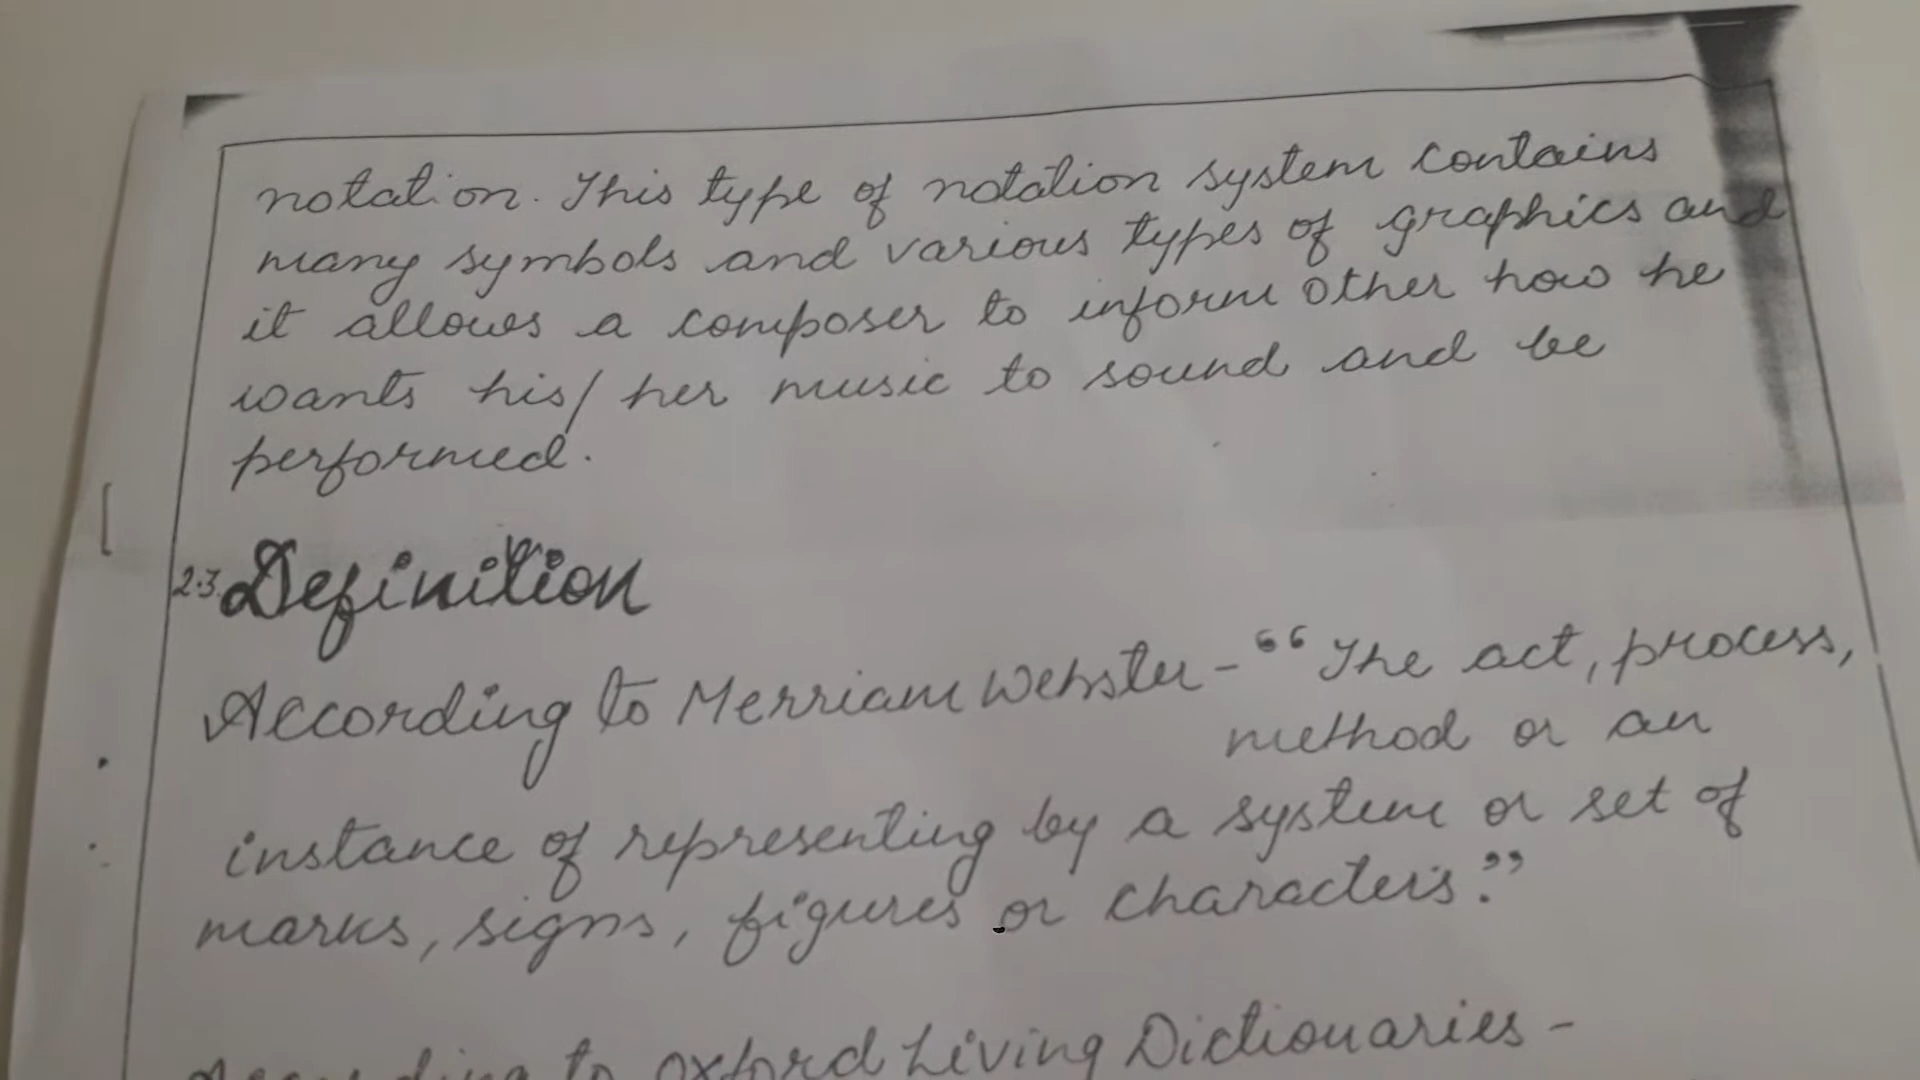 notation. This type of notation system contains
many symbols and various types of graphics and
it allows a composer to inform other how he
wants his/ her music to sound and be
performed.
2.3. Definition
According to Merriam Webster - “ The act, process,
method or an
instance of representing by a system or set of
marks, signs, figures or characters.”
According to Oxford Living Dictionaries -